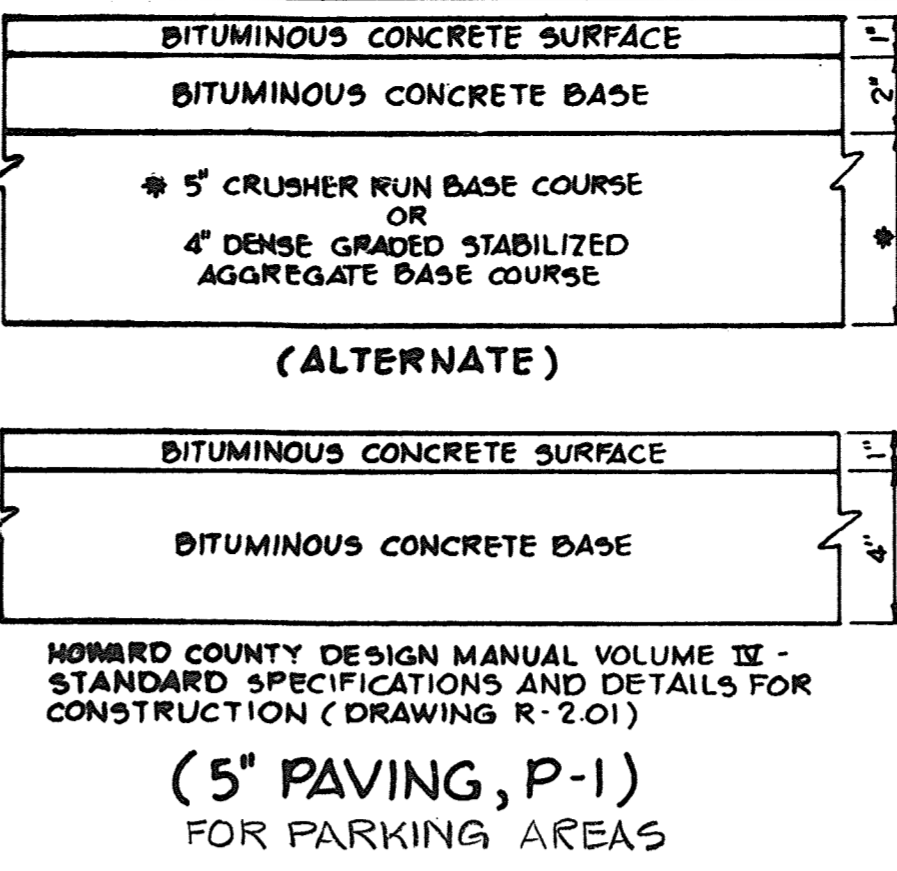 BITUMINOUS CONCRETE SURFACE
1"
BITUMINOUS CONCRETE BASE
2"
* 5" CRUSHER RUN BASE COURSE
OR
4" DENSE GRADED STABILIZED
AGGREGATE BASE COURSE
*
(ALTERNATE)
BITUMINOUS CONCRETE SURFACE
1"
BITUMINOUS CONCRETE BASE
4"
HOWARD COUNTY DESIGN MANUAL VOLUME IV -
STANDARD SPECIFICATIONS AND DETAILS FOR
CONSTRUCTION (DRAWING R-2.01)
(5" PAVING, P-1)
FOR PARKING AREAS